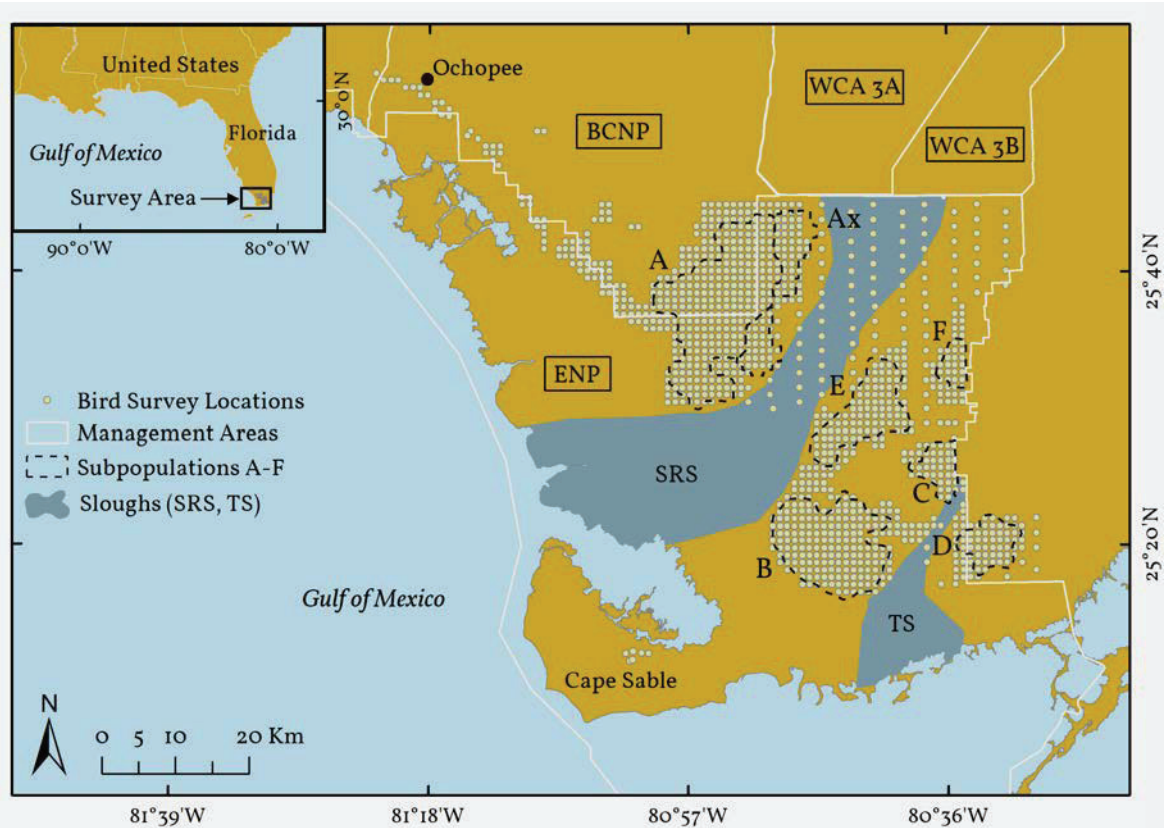 United States
Florida
Gulf of Mexico
Survey Area
90°0'W
80°0'W
30°0'N
Ochopee
BCNP
WCA 3A
WCA 3B
Ax
A
25°40'N
F
ENP
E
Bird Survey Locations
Management Areas
Subpopulations A-F
Sloughs (SRS, TS)
SRS
C
25°20'N
D
B
Gulf of Mexico
TS
Cape Sable
N
0 5 10 20 Km
81°39'W
81°18'W
80°57'W
80°36'W